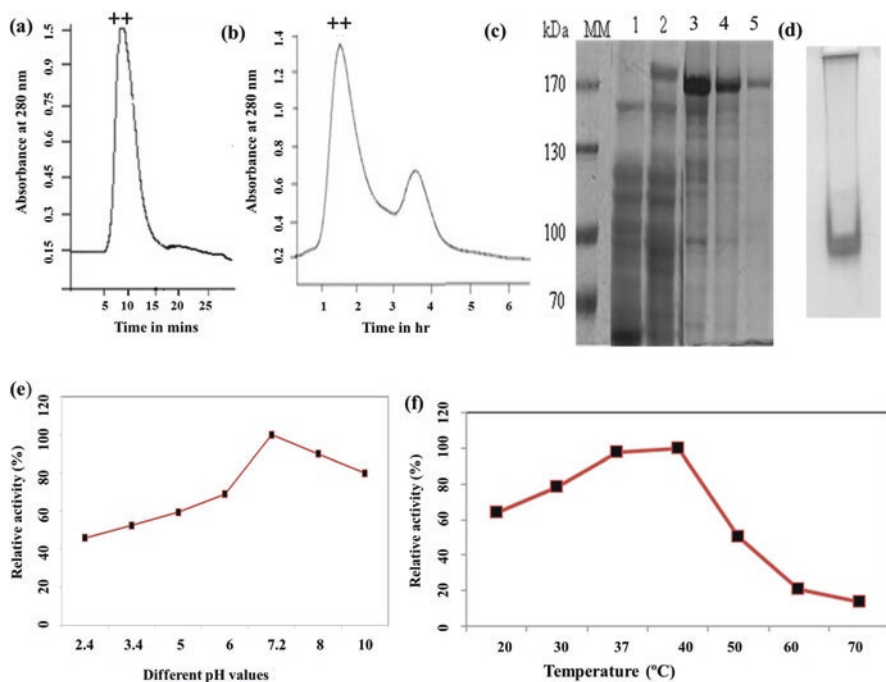 (a)
++
Absorbance at 280 nm
1.5
0.9
0.75
0.45
0.3
0.15
5 10 15 20 25
Time in mins
(b)
++
Absorbance at 280 nm
1.4
1.2
1.0
0.8
0.6
0.4
0.2
1 2 3 4 5 6
Time in hr
(c)
kDa MM 1 2 3 4 5
170
130
100
70
(d)
(e)
Relative activity (%)
120
100
80
60
40
20
0
2.4 3.4 5 6 7.2 8 10
Different pH values
(f)
Relative activity (%)
120
100
80
60
40
20
0
20 30 37 40 50 60 70
Temperature (ºC)